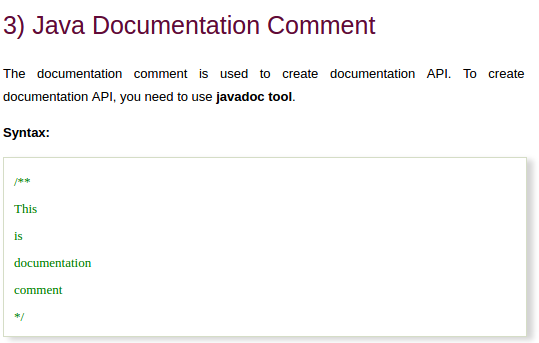 3) Java Documentation Comment
The documentation comment is used to create documentation API. To create
documentation API, you need to use javadoc tool.
Syntax:
/**
This
is
documentation
comment
*/